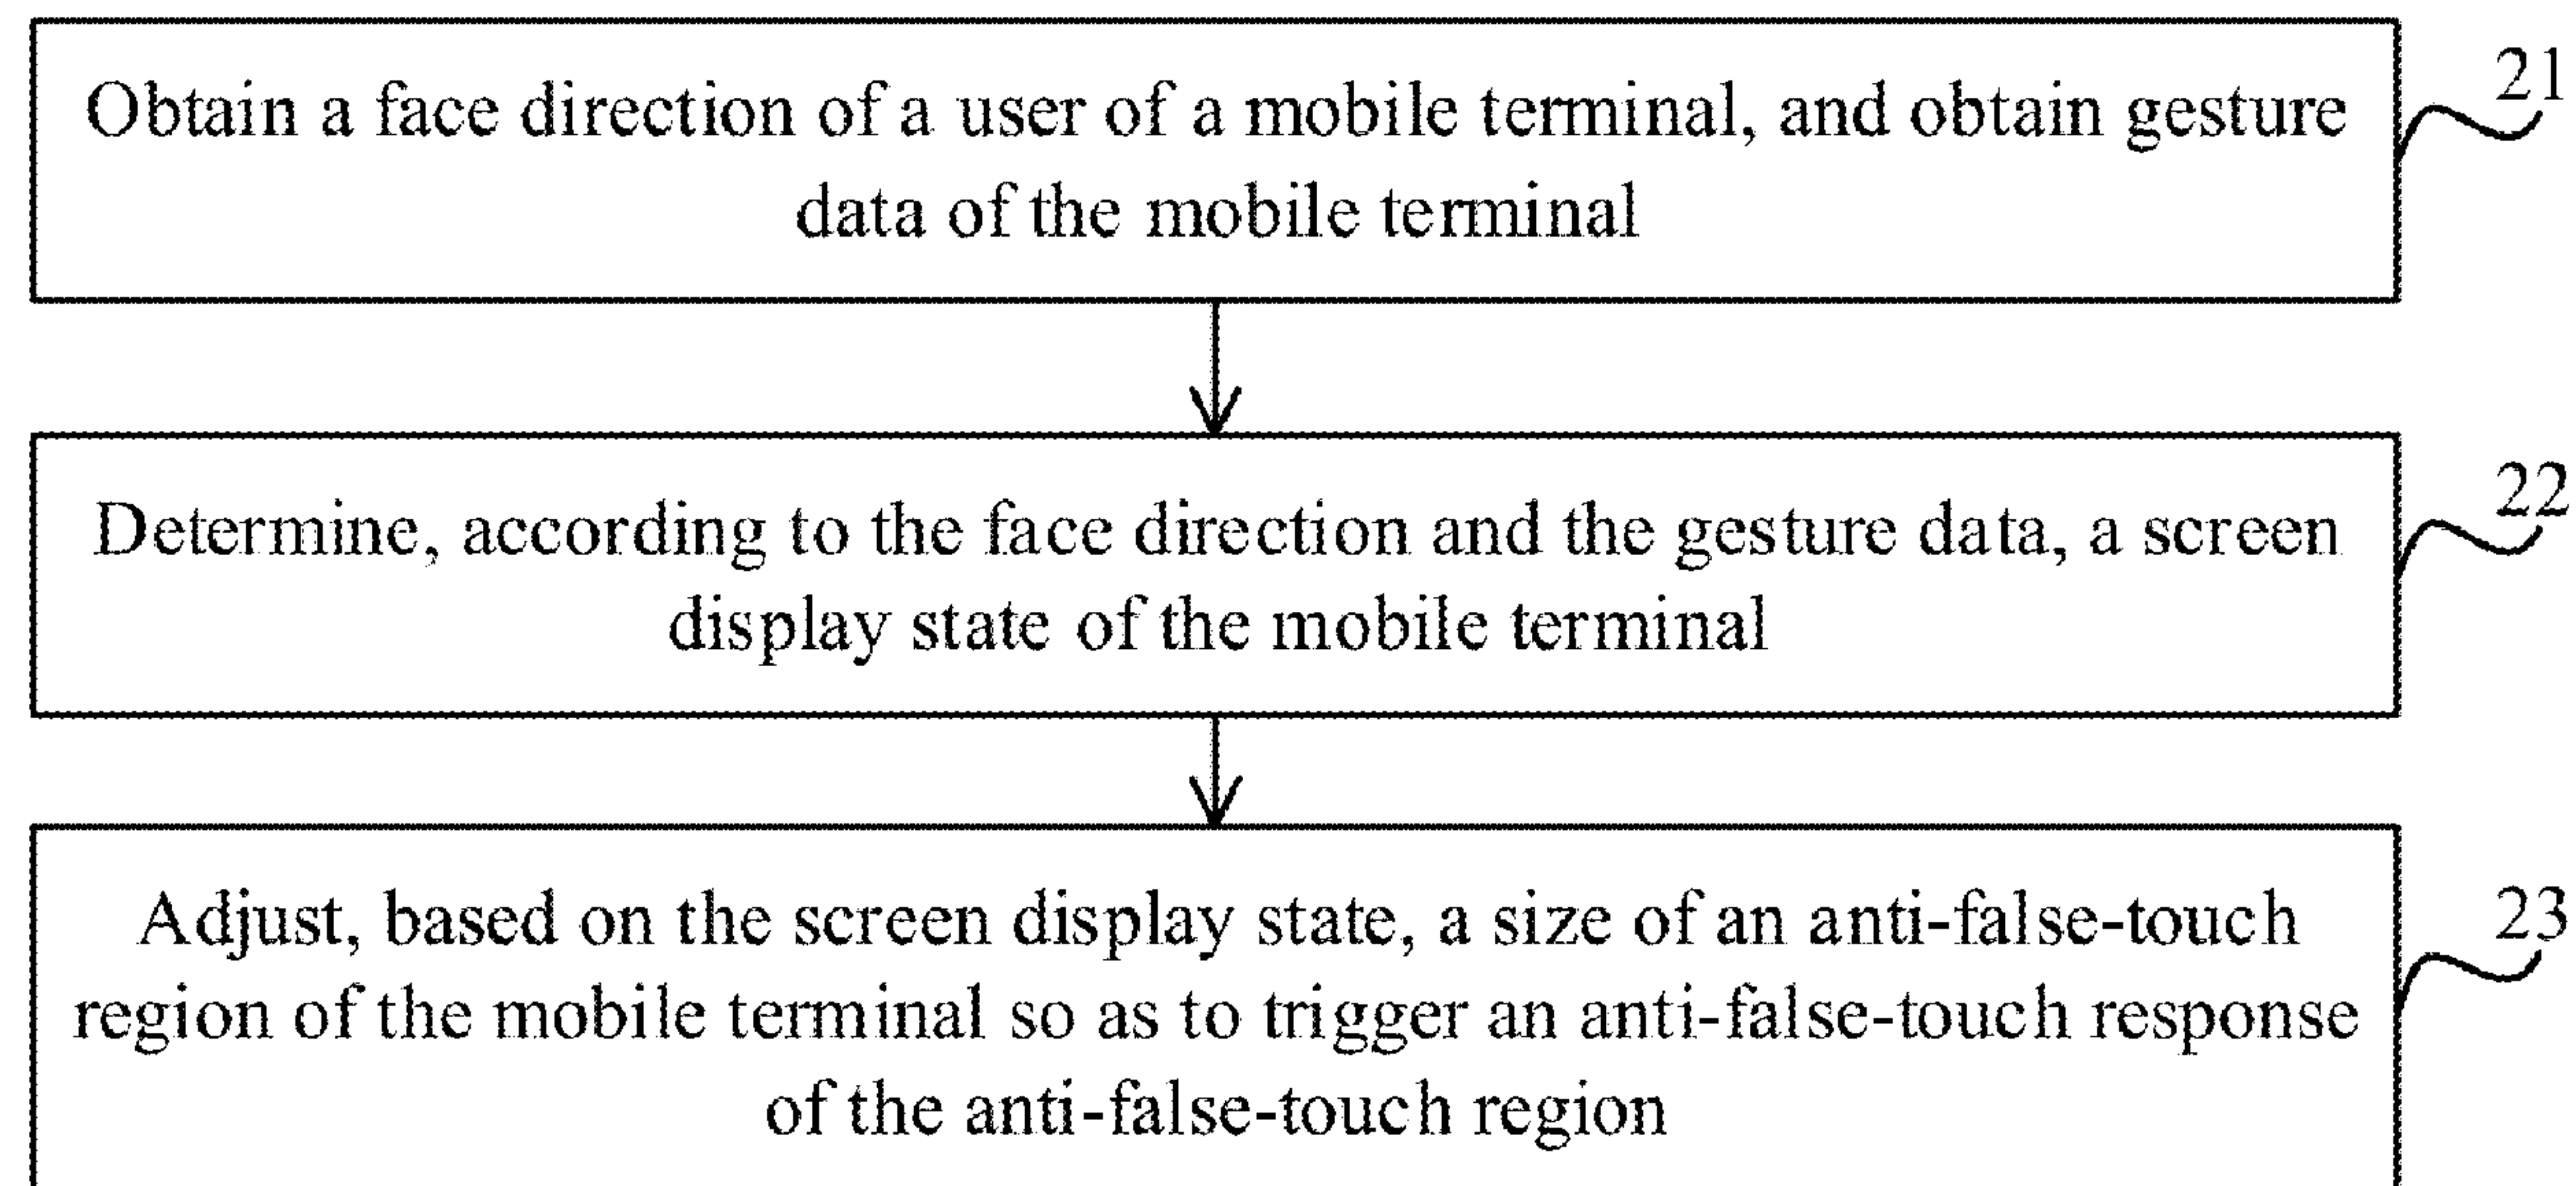 Obtain a face direction of a user of a mobile terminal, and obtain gesture
data of the mobile terminal
21
Determine, according to the face direction and the gesture data, a screen
display state of the mobile terminal
22
Adjust, based on the screen display state, a size of an anti-false-touch
region of the mobile terminal so as to trigger an anti-false-touch response
of the anti-false-touch region
23